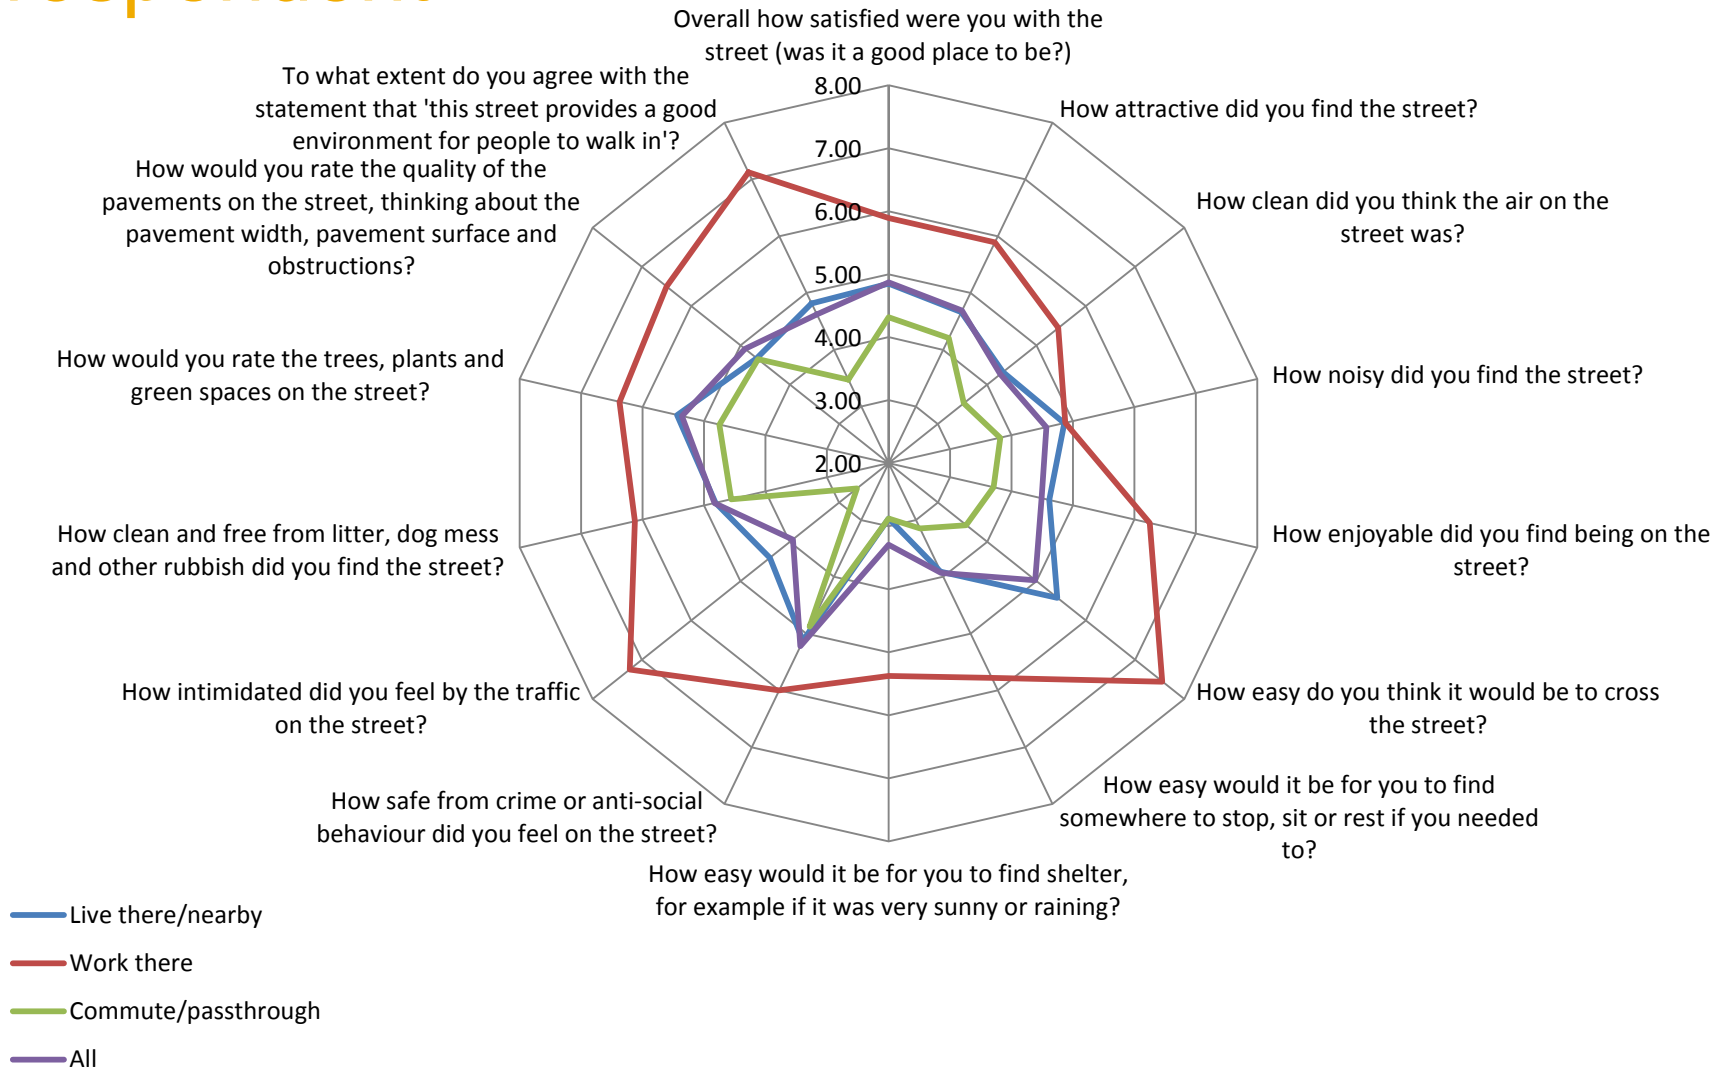 Overall how satisfied were you with the
street (was it a good place to be?)
How attractive did you find the street?
How clean did you think the air on the
street was?
How noisy did you find the street?
How enjoyable did you find being on the
street?
How easy do you think it would be to cross
the street?
How easy would it be for you to find
somewhere to stop, sit or rest if you needed
to?
How easy would it be for you to find shelter,
for example if it was very sunny or raining?
How safe from crime or anti-social
behaviour did you feel on the street?
How intimidated did you feel by the traffic
on the street?
How clean and free from litter, dog mess
and other rubbish did you find the street?
How would you rate the trees, plants and
green spaces on the street?
How would you rate the quality of the
pavements on the street, thinking about the
pavement width, pavement surface and
obstructions?
To what extent do you agree with the
statement that 'this street provides a good
environment for people to walk in'?
8.00
7.00
6.00
5.00
4.00
3.00
2.00
Live there/nearby
Work there
Commute/passthrough
All